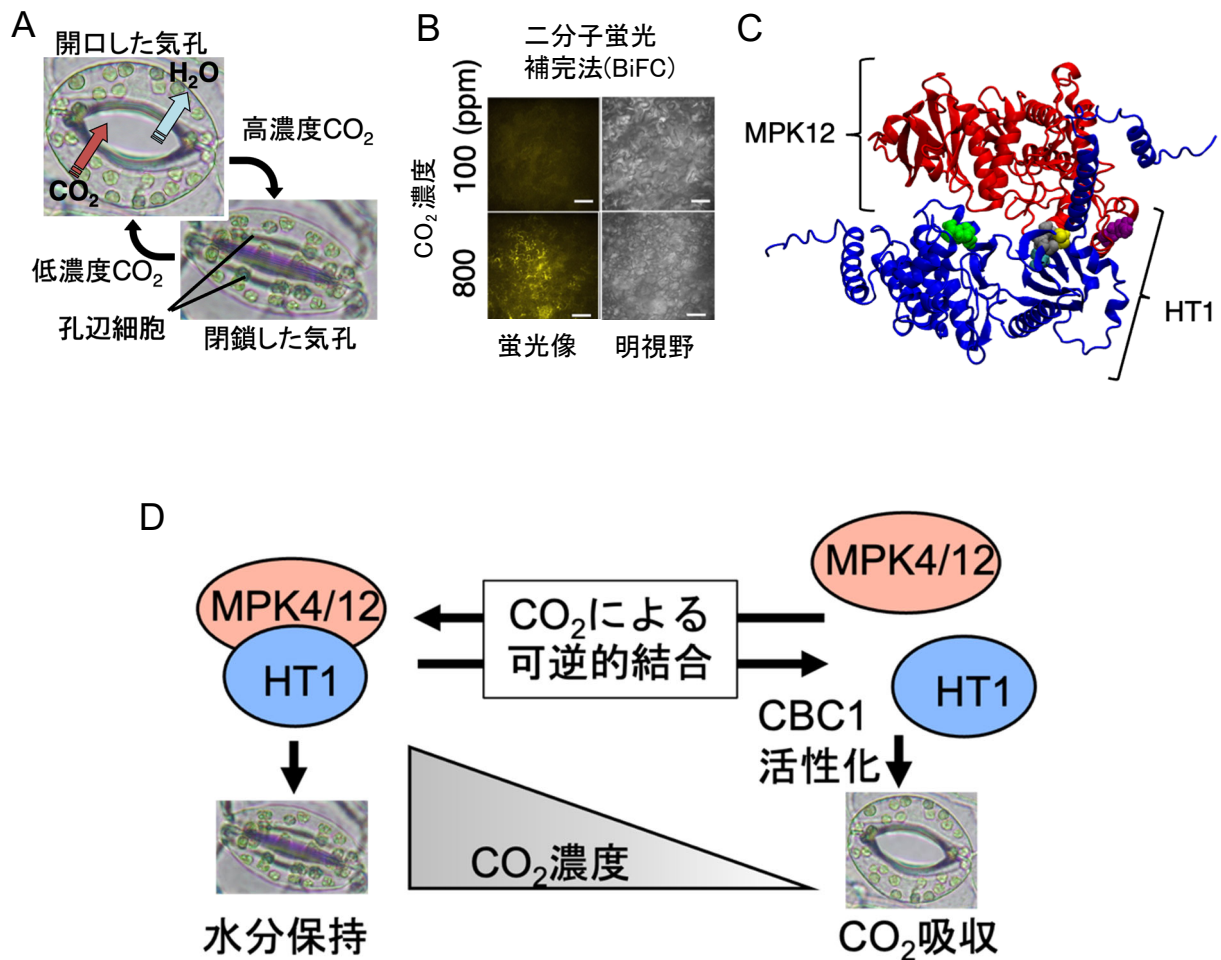 A
開口した気孔
H₂O
CO₂
高濃度CO₂
低濃度CO₂
孔辺細胞
閉鎖した気孔
B
二分子蛍光
補完法(BiFC)
CO₂ 濃度
100 (ppm)
800
蛍光像
明視野
C
MPK12
HT1
D
MPK4/12
HT1
CO₂による
可逆的結合
MPK4/12
HT1
CBC1
活性化
CO₂濃度
水分保持
CO₂吸収